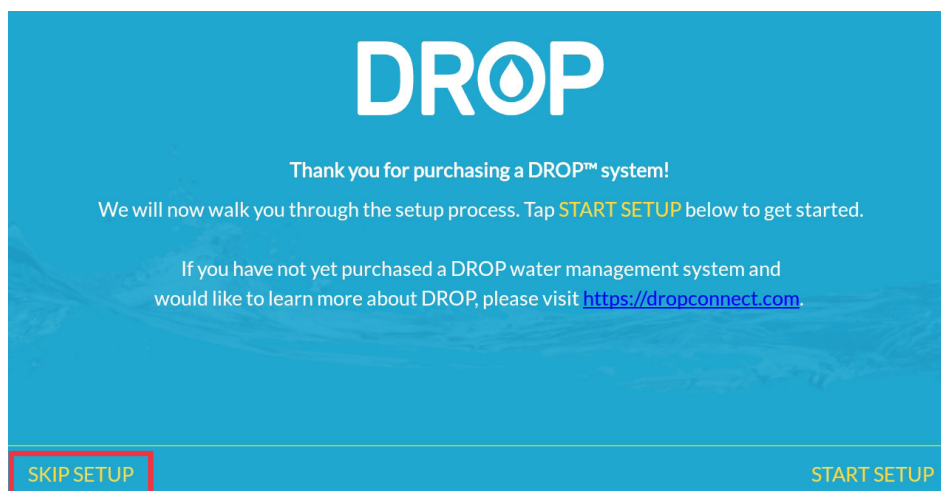 DROP
Thank you for purchasing a DROP™ system!
We will now walk you through the setup process. Tap START SETUP below to get started.
If you have not yet purchased a DROP water management system and
would like to learn more about DROP, please visit https://dropconnect.com.
SKIP SETUP
START SETUP